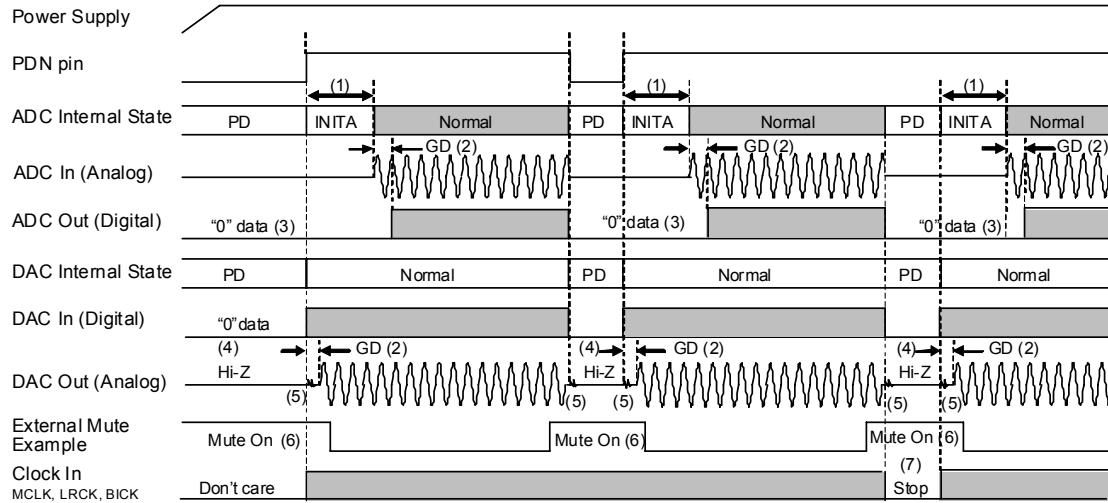 Power Supply
PDN pin
(1) (1) (1)
ADC Internal State PD INITA Normal PD INITA Normal PD INITA Normal
GD (2) GD (2) GD (2)
ADC In (Analog)
ADC Out (Digital) “0” data (3) “0” data (3) “0” data (3)
DAC Internal State PD Normal PD Normal PD Normal
DAC In (Digital) “0”data
(4) GD (2) (4) GD (2) (4) GD (2)
Hi-Z Hi-Z Hi-Z
DAC Out (Analog) (5) (5) (5) (5) (5)
External Mute
Example Mute On (6) Mute On (6) Mute On (6)
Clock In (7)
MCLK, LRCK, BICK Don’t care Stop